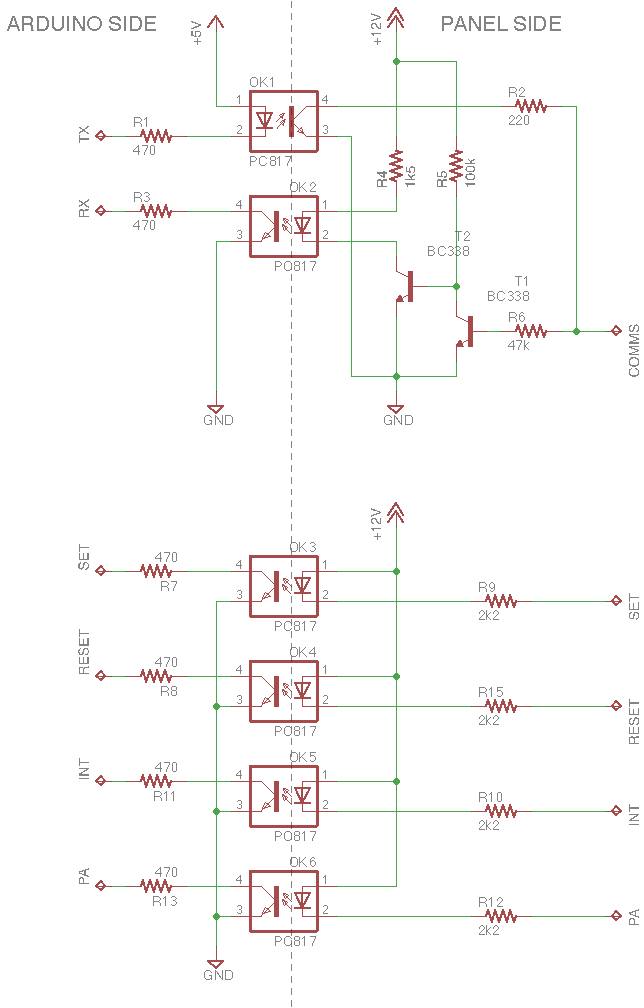 ARDUINO SIDE
PANEL SIDE
+5V
+12V
OK1
1
2
4
3
PC817
TX
R1
470
R2
220
R4
1k5
R5
100k
OK2
4
3
1
2
PC817
RX
R3
470
T2
BC338
T1
BC338
R6
47k
COMMS
GND
GND
+12V
SET
470
R7
OK3
4
3
1
2
PC817
R9
2k2
SET
RESET
470
R8
OK4
4
3
1
2
PC817
R15
2k2
RESET
INT
470
R11
OK5
4
3
1
2
PC817
R10
2k2
INT
PA
470
R13
OK6
4
3
1
2
PC817
R12
2k2
PA
GND